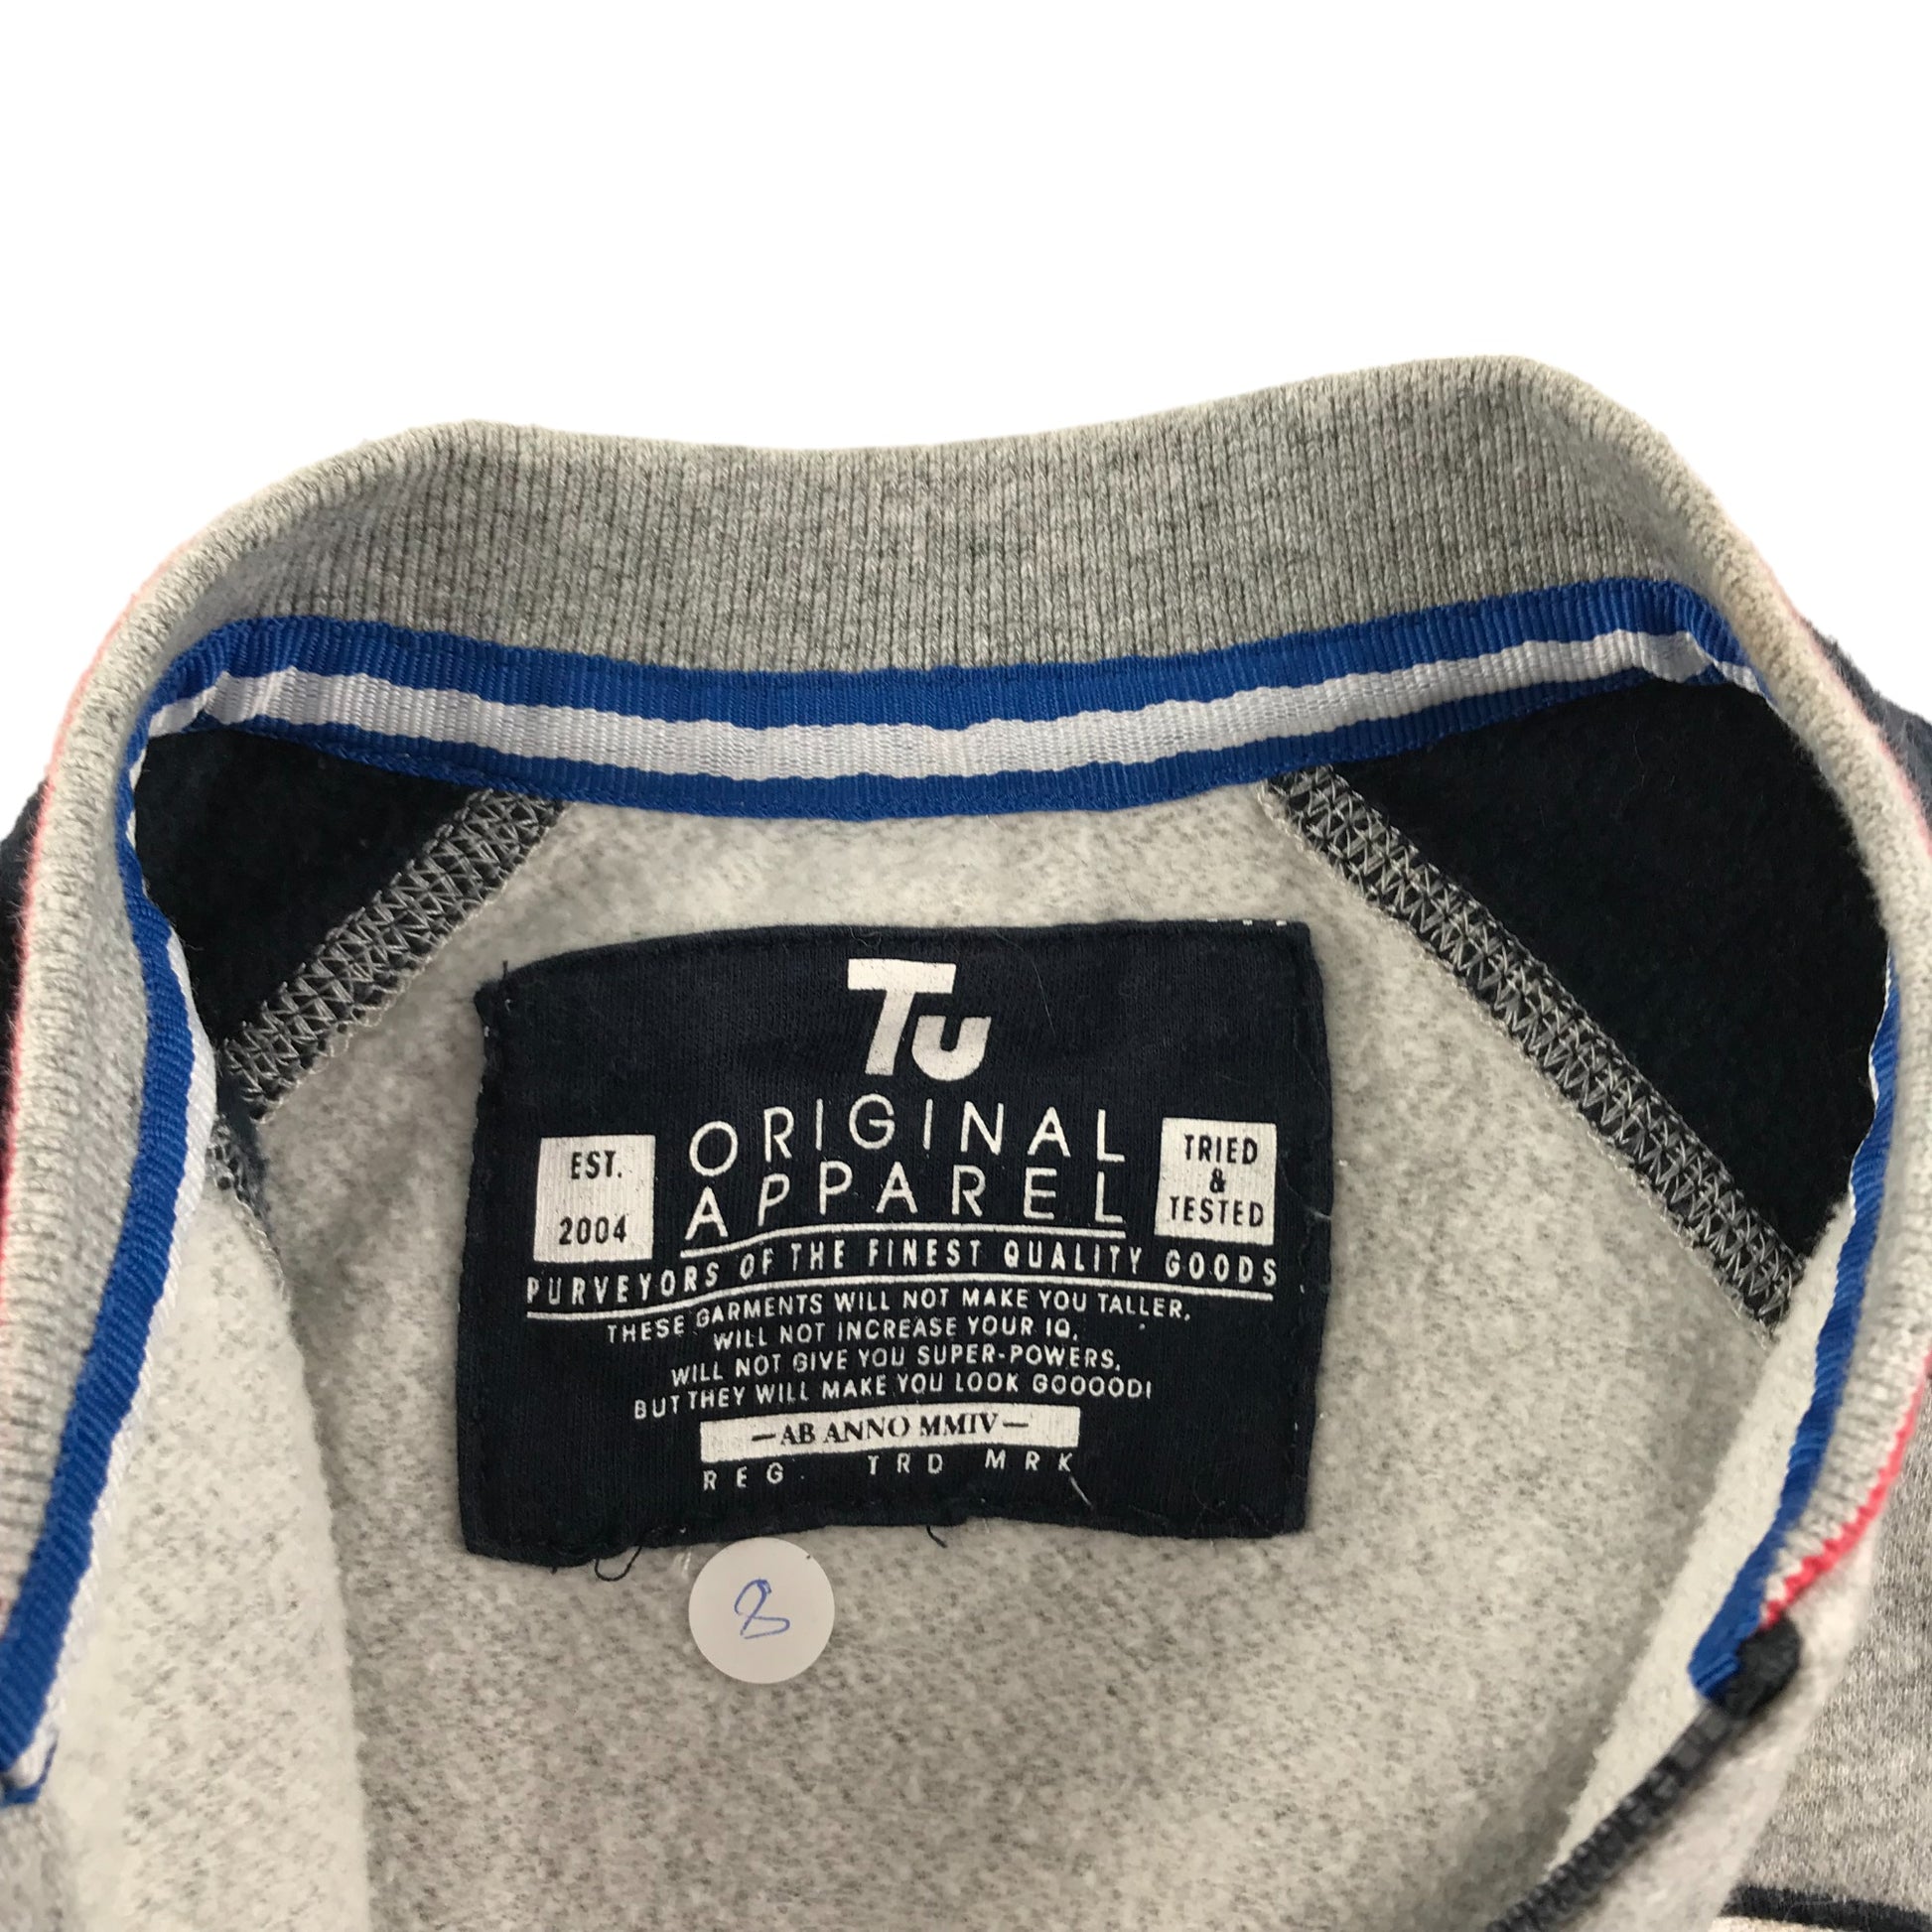 Tu
ORIGINAL
APPAREL
EST.
2004
TRIED
&
TESTED
PURVEYORS OF THE FINEST QUALITY GOODS
THESE GARMENTS WILL NOT MAKE YOU TALLER,
WILL NOT INCREASE YOUR IQ,
WILL NOT GIVE YOU SUPER-POWERS,
BUT THEY WILL MAKE YOU LOOK GOOOOD!
—AB ANNO MMIV—
REG. TRD MRK
8